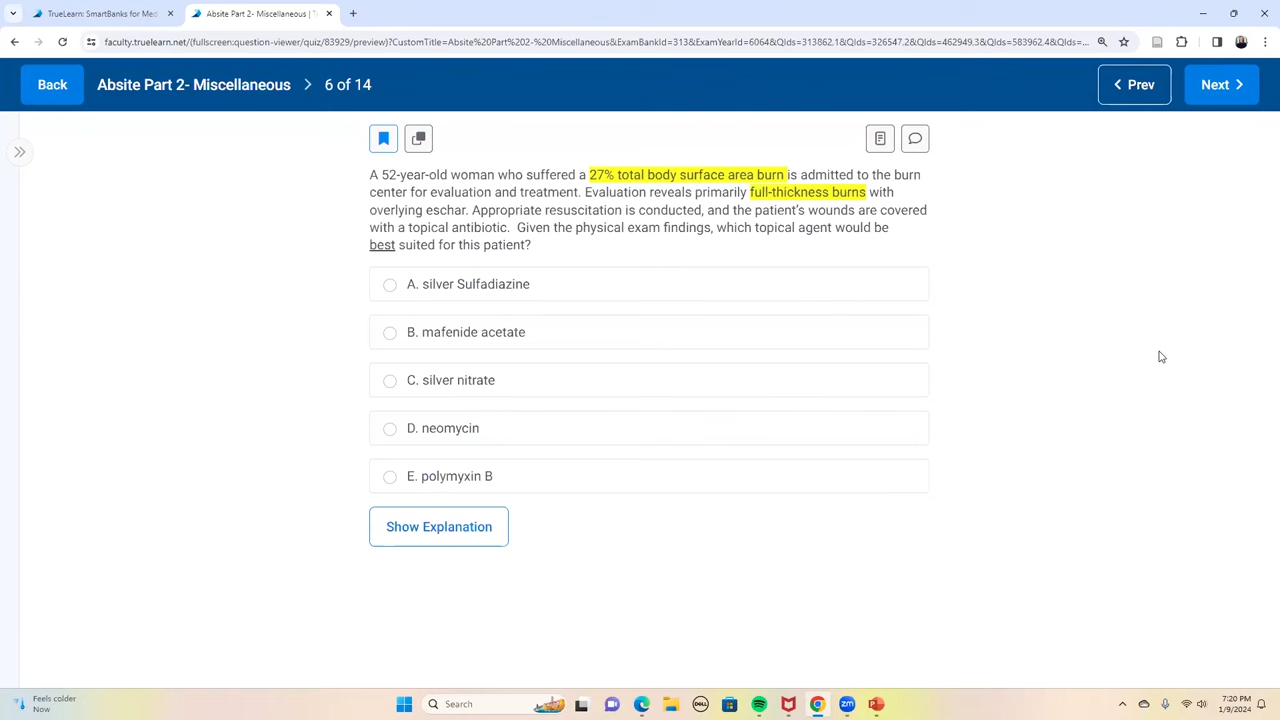 TrueLearn: SmartBanks for Med
Absite Part 2- Miscellaneous | T
faculty.truelearn.net/(fullscreen:question-viewer/quiz/83929/preview)?CustomTitle=Absite%20Part%202-%20Miscellaneous&ExamBankId=313&ExamYearId=6064&QIds=313862.1&QIds=326547.2&QIds=462949.3&QIds=583962.4&QIds=...
Back
Absite Part 2- Miscellaneous > 6 of 14
Prev
Next
A 52-year-old woman who suffered a 27% total body surface area burn is admitted to the burn
center for evaluation and treatment. Evaluation reveals primarily full-thickness burns with
overlying eschar. Appropriate resuscitation is conducted, and the patient's wounds are covered
with a topical antibiotic. Given the physical exam findings, which topical agent would be
best suited for this patient?
A. silver Sulfadiazine
B. mafenide acetate
C. silver nitrate
D. neomycin
E. polymyxin B
Show Explanation
Feels colder
Now
Search
DELL
zm
7:20 PM
1/9/2024